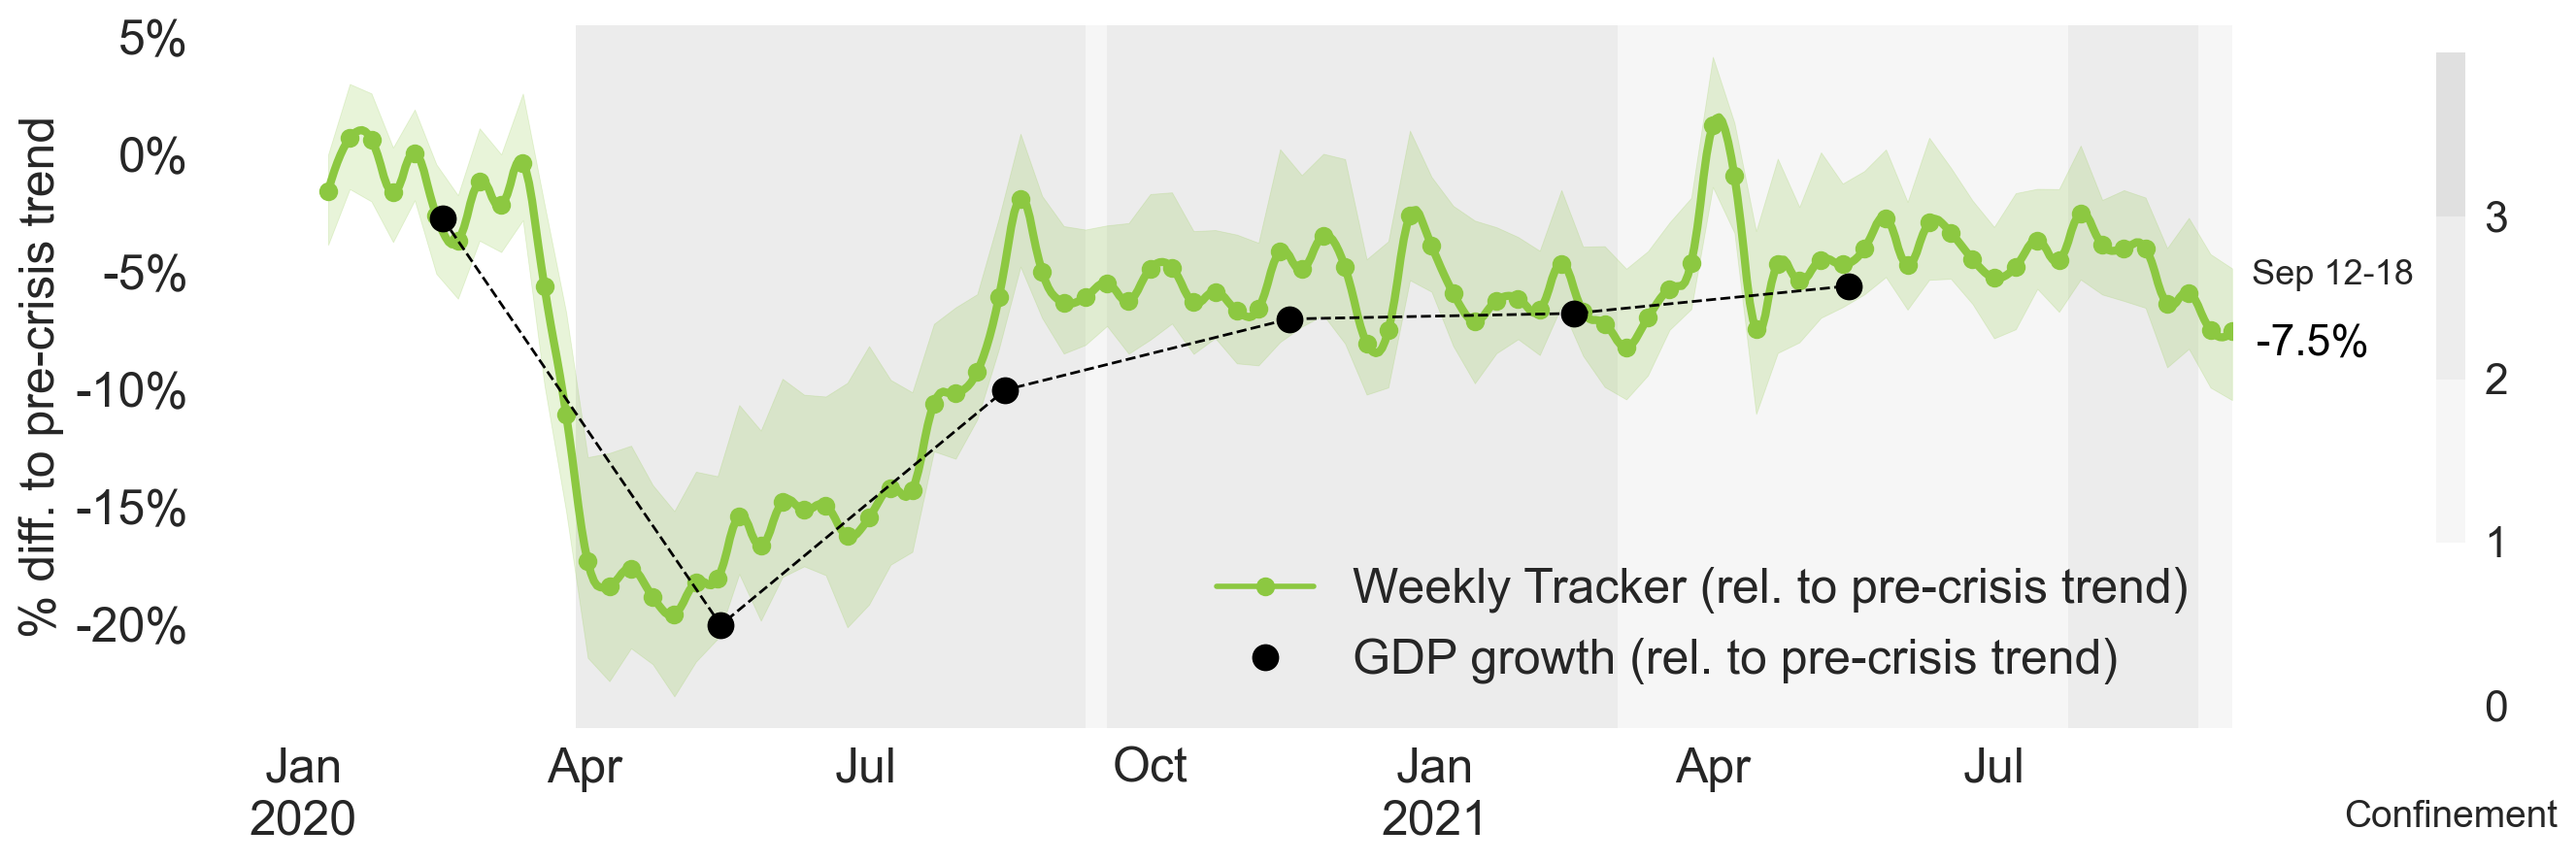 % diff. to pre-crisis trend
5%
0%
-5%
-10%
-15%
-20%
Jan
2020
Apr
Jul
Oct
Jan
2021
Apr
Jul
Weekly Tracker (rel. to pre-crisis trend)
GDP growth (rel. to pre-crisis trend)
Sep 12-18
-7.5%
3
2
1
0
Confinement